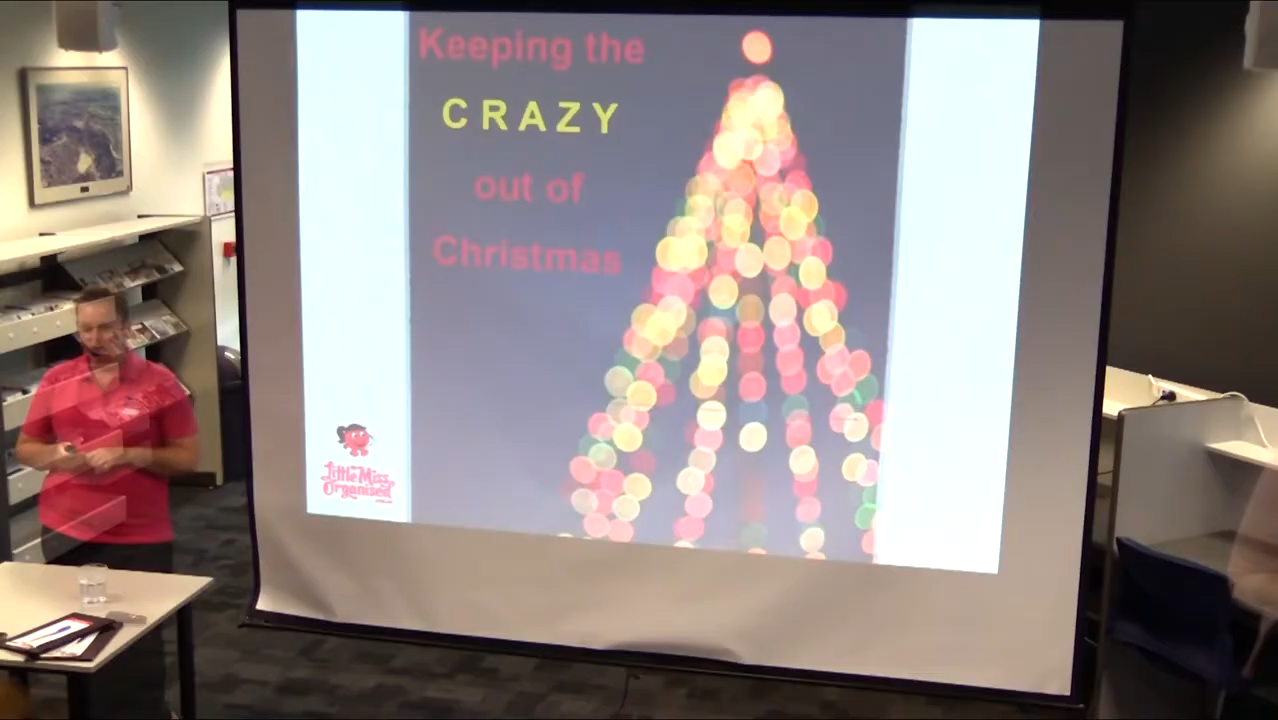 Keeping the
CRAZY
out of
Christmas
Little Miss
Organised